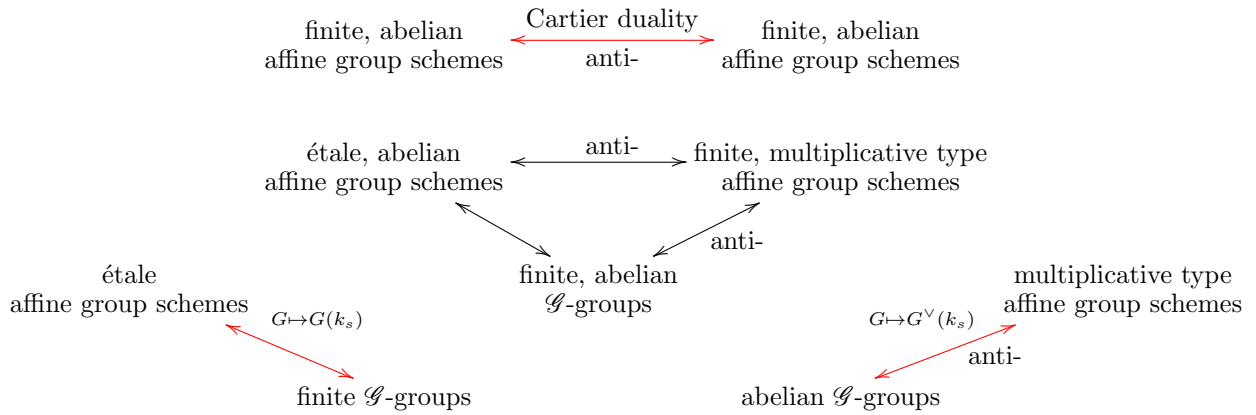 Cartier duality
finite, abelian
affine group schemes
anti-
finite, abelian
affine group schemes
étale, abelian
affine group schemes
anti-
finite, multiplicative type
affine group schemes
anti-
étale
affine group schemes
finite, abelian
𝒢-groups
multiplicative type
affine group schemes
G↦G(kₛ)
G↦G^∨(kₛ)
anti-
finite 𝒢-groups
abelian 𝒢-groups